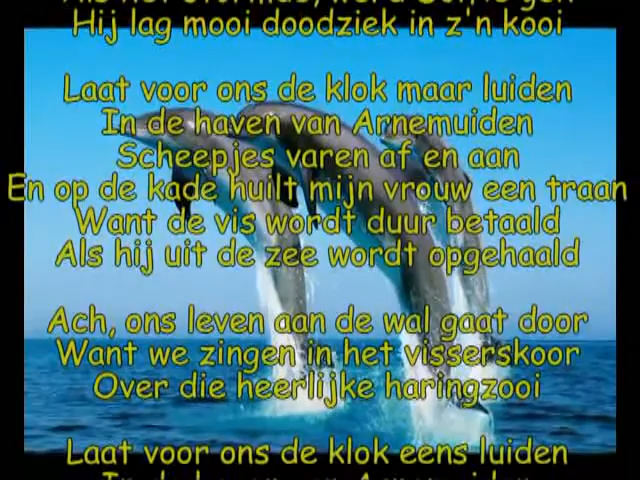 Hij lag mooi doodziek in z'n kooi
Laat voor ons de klok maar luiden
In de haven van Arnemuiden
Scheepjes varen af en aan
En op de kade huilt mijn vrouw een traan
Want de vis wordt duur betaald
Als hij uit de zee wordt opgehaald
Ach, ons leven aan de wal gaat door
Want we zingen in het visserskoor
Over die heerlijke haringzooi
Laat voor ons de klok eens luiden